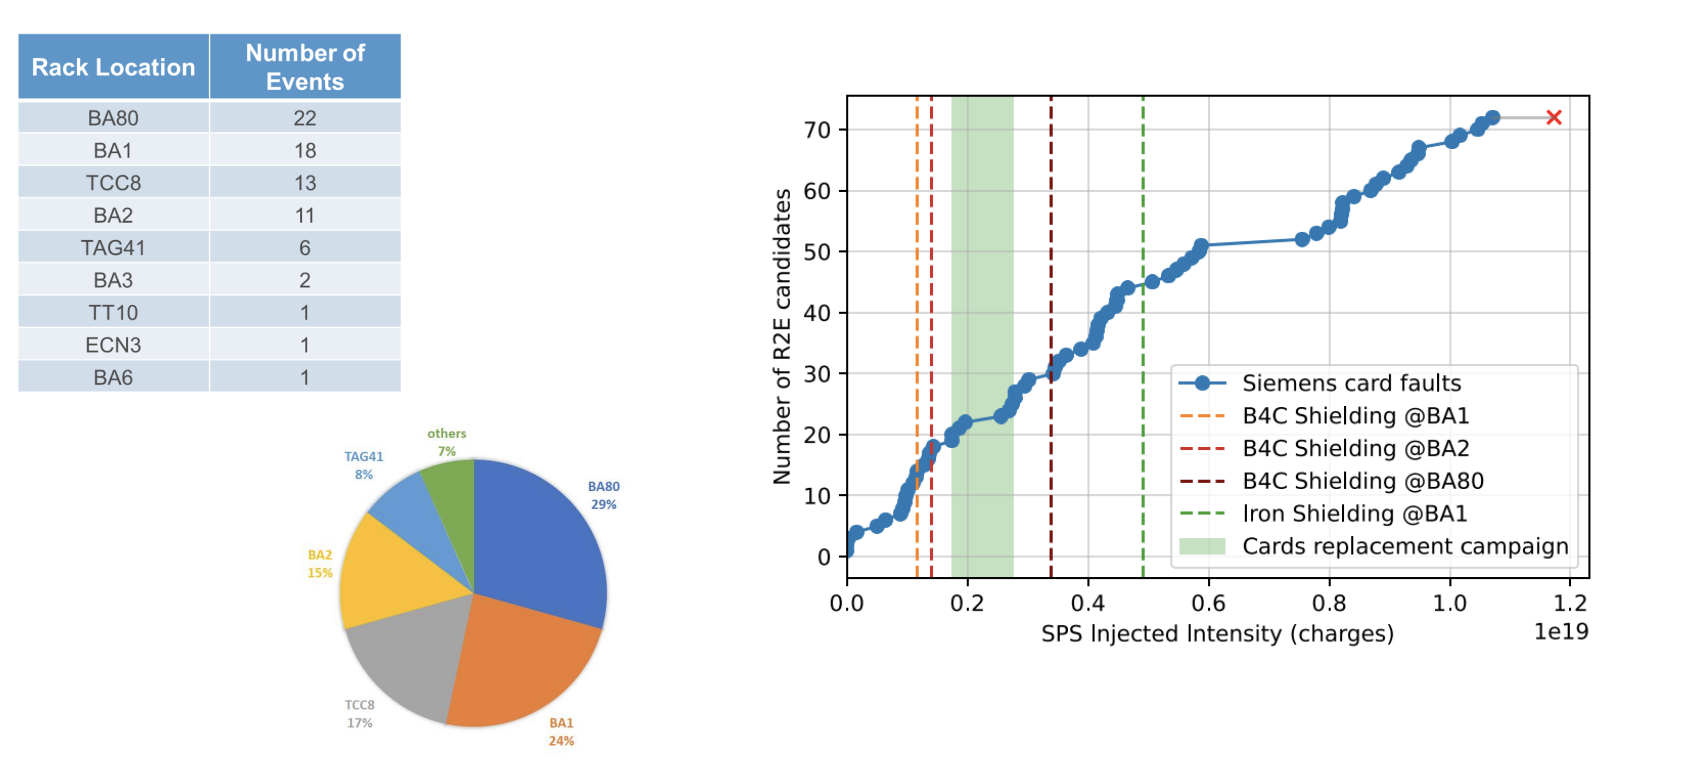 Rack Location Number of
Events
BA80 22
BA1 18
TCC8 13
BA2 11
TAG41 6
BA3 2
TT10 1
ECN3 1
BA6 1
others
7%
TAG41
8%
BA80
29%
BA2
15%
TCC8
17%
BA1
24%
Number of R2E candidates
70
60
50
40
30
20
10
0
Siemens card faults
B4C Shielding @BA1
B4C Shielding @BA2
B4C Shielding @BA80
Iron Shielding @BA1
Cards replacement campaign
0.0 0.2 0.4 0.6 0.8 1.0 1.2
SPS Injected Intensity (charges) 1e19